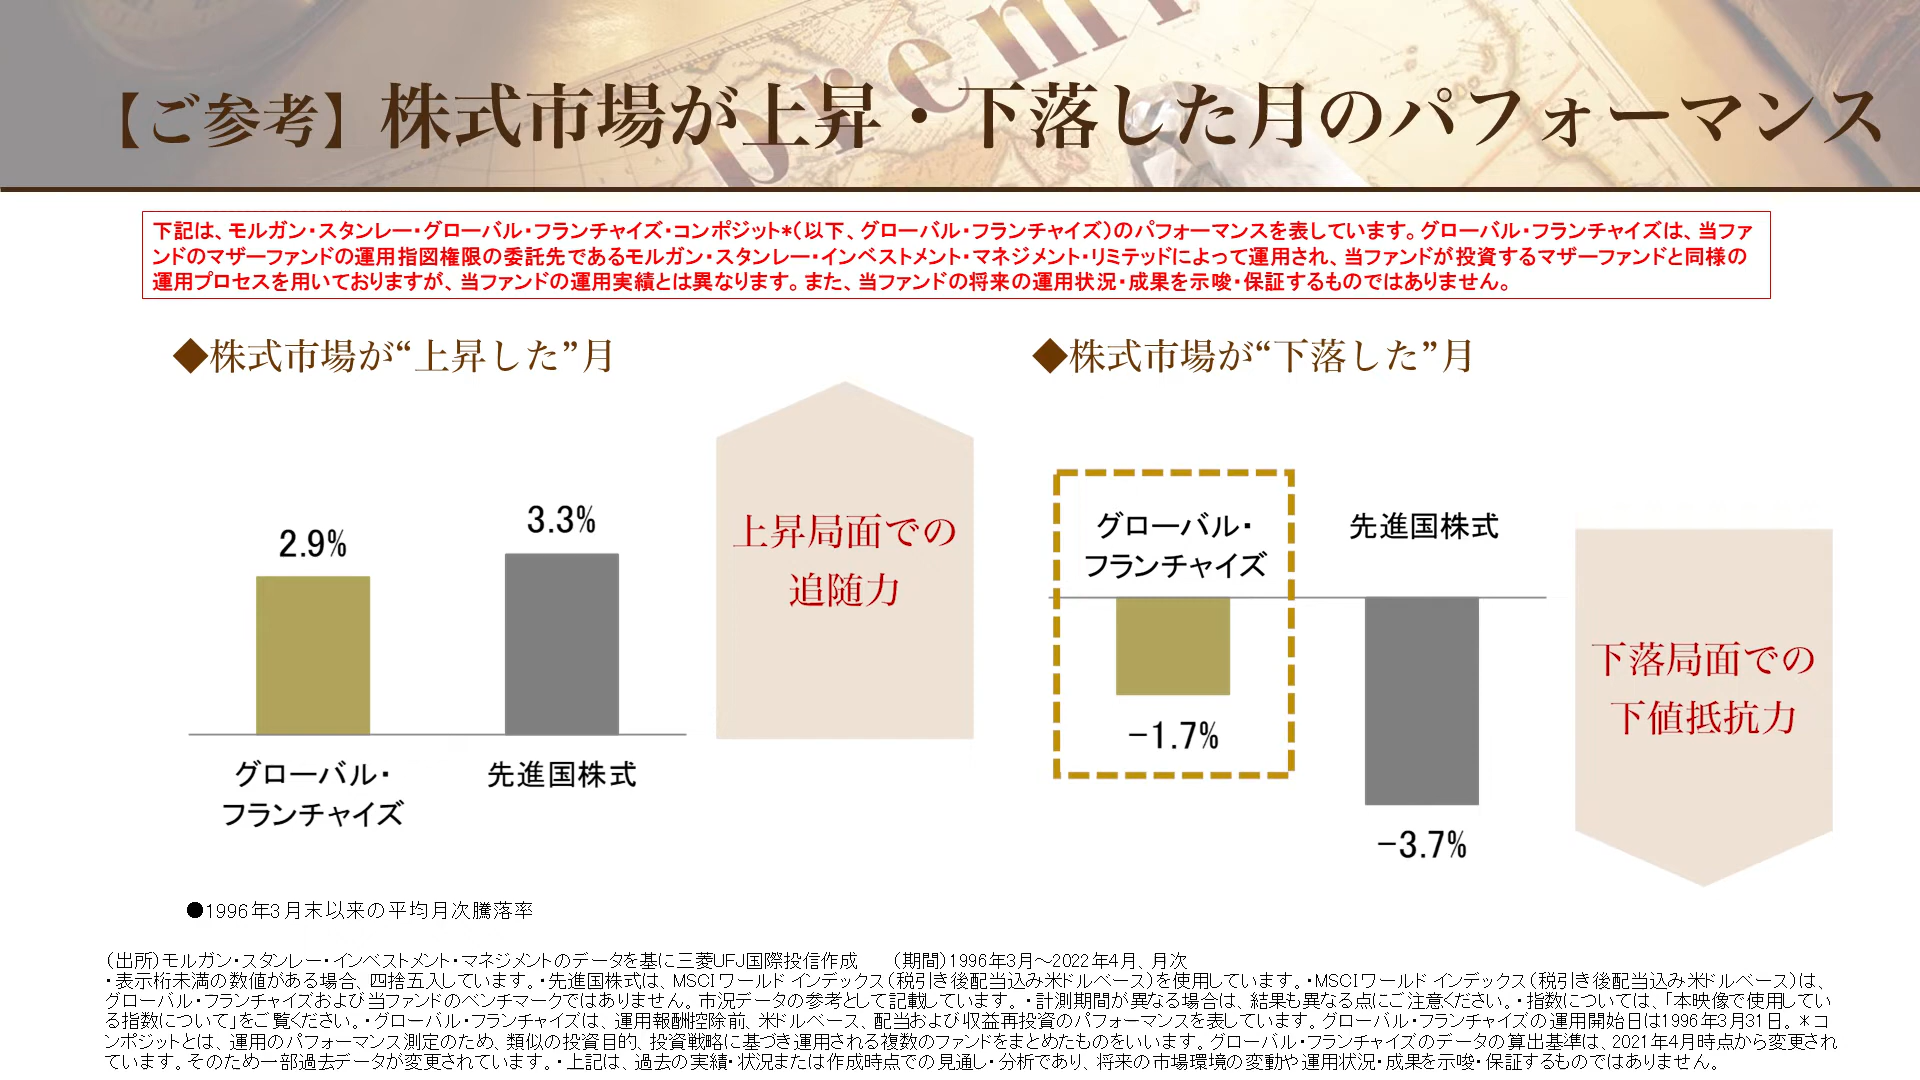 【ご参考】株式市場が上昇・下落した月のパフォーマンス
下記は、モルガン・スタンレー・グローバル・フランチャイズ・コンポジット*（以下、グローバル・フランチャイズ）のパフォーマンスを表しています。グローバル・フランチャイズは、当ファ
ンドのマザーファンドの運用指図権限の委託先であるモルガン・スタンレー・インベストメント・マネジメント・リミテッドによって運用され、当ファンドが投資するマザーファンドと同様の
運用プロセスを用いておりますが、当ファンドの運用実績とは異なります。また、当ファンドの将来の運用状況・成果を示唆・保証するものではありません。
◆株式市場が“上昇した”月
2.9%
3.3%
グローバル・
フランチャイズ
先進国株式
上昇局面での
追随力
◆株式市場が“下落した”月
グローバル・
フランチャイズ
先進国株式
−1.7%
−3.7%
下落局面での
下値抵抗力
●1996年3月末以来の平均月次騰落率
（出所）モルガン・スタンレー・インベストメント・マネジメントのデータを基に三菱UFJ国際投信作成　（期間）1996年3月～2022年4月、月次
・表示桁未満の数値がある場合、四捨五入しています。・先進国株式は、MSCIワールド インデックス（税引き後配当込み米ドルベース）を使用しています。・MSCIワールド インデックス（税引き後配当込み米ドルベース）は、
グローバル・フランチャイズおよび当ファンドのベンチマークではありません。市況データの参考として記載しています。・計測期間が異なる場合は、結果も異なる点にご注意ください。・指数については、「本映像で使用してい
る指数について」をご覧ください。・グローバル・フランチャイズは、運用報酬控除前、米ドルベース、配当および収益再投資のパフォーマンスを表しています。グローバル・フランチャイズの運用開始日は1996年3月31日。＊コ
ンポジットとは、運用のパフォーマンス測定のため、類似の投資目的、投資戦略に基づき運用される複数のファンドをまとめたものをいいます。グローバル・フランチャイズのデータの算出基準は、2021年4月時点から変更され
ています。そのため一部過去データが変更されています。・上記は、過去の実績・状況または作成時点での見通し・分析であり、将来の市場環境の変動や運用状況・成果を示唆・保証するものではありません。